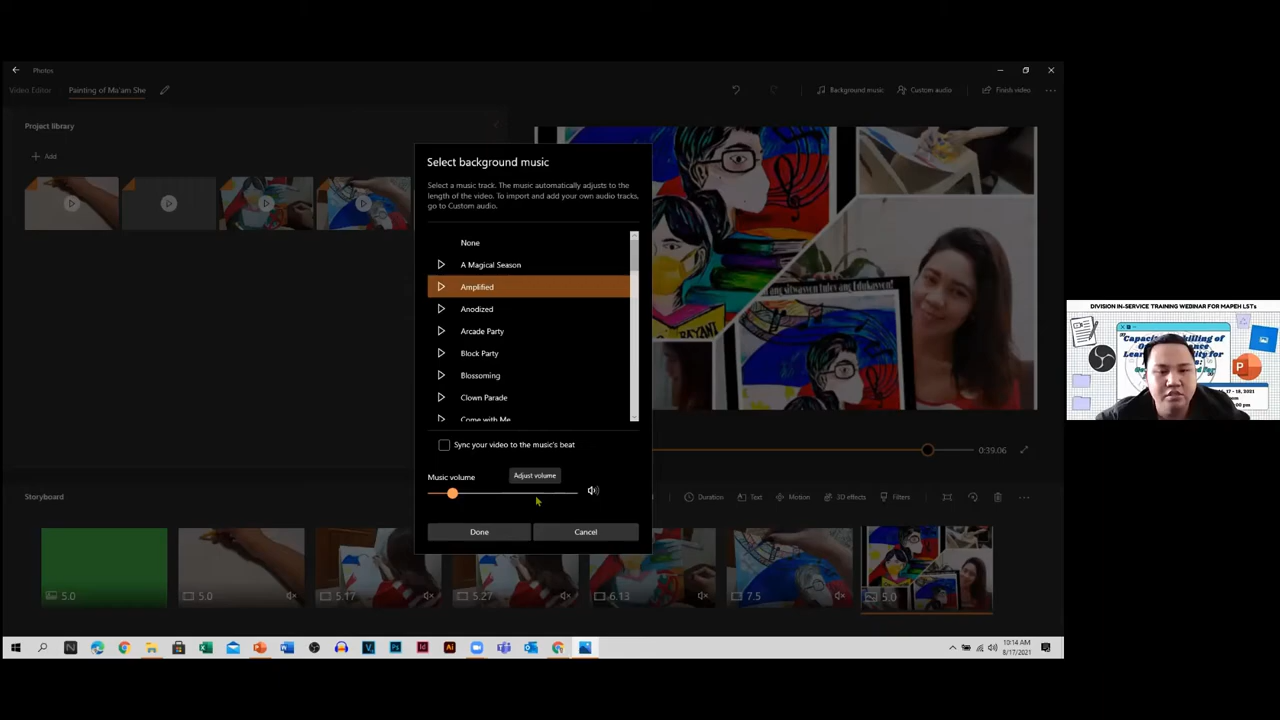 Photos
Video Editor
Painting of Ma'am She
Background music
Custom audio
Finish video
Project library
Add
Select background music
Select a music track. The music automatically adjusts to the
length of the video. To import and add your own audio tracks,
go to Custom audio.
None
A Magical Season
Amplified
Anodized
Arcade Party
Block Party
Blossoming
Clown Parade
Come with Me
Sync your video to the music's beat
Music volume
Adjust volume
Done
Cancel
0:39.06
Storyboard
Duration
Text
Motion
3D effects
Filters
5.0
5.0
5.17
5.27
6.13
7.5
5.0
10:14 AM
8/17/2021
DIVISION IN-SERVICE TRAINING WEBINAR FOR MAPEH LSTs